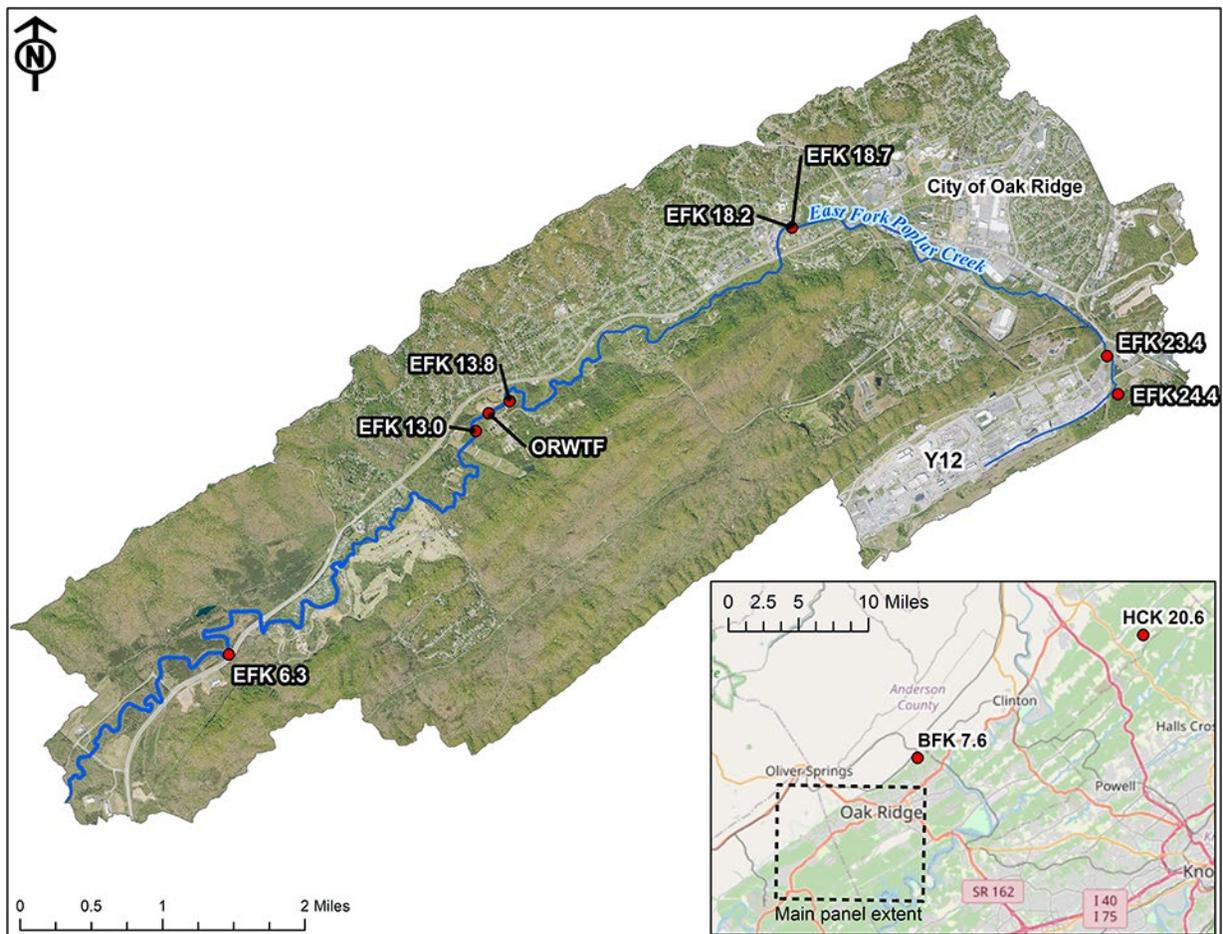 N
EFK 18.7
City of Oak Ridge
EFK 18.2
East Fork Poplar Creek
EFK 23.4
EFK 13.8
EFK 24.4
EFK 13.0
ORWTF
Y12
EFK 6.3
0 0.5 1 2 Miles
0 2.5 5 10 Miles
HCK 20.6
Anderson
County
Clinton
Halls Cros
BFK 7.6
Oliver Springs
Powell
Oak Ridge
Kno
SR 162
I 40
I 75
Main panel extent